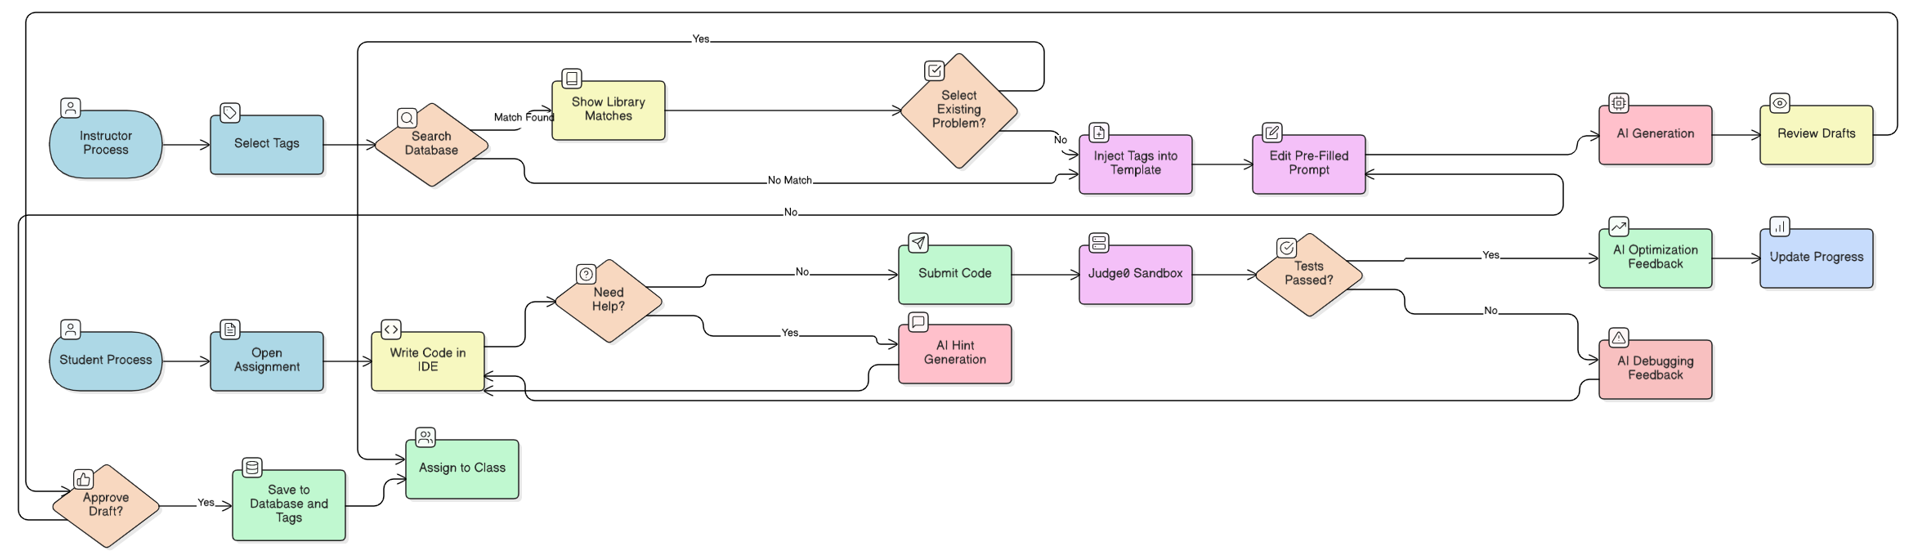 Yes
Instructor
Process
Select Tags
Search
Database
Match Found
Show Library
Matches
Select
Existing
Problem?
No
No Match
Inject Tags into
Template
Edit Pre-Filled
Prompt
AI Generation
Review Drafts
No
Student Process
Open
Assignment
Write Code in
IDE
Need
Help?
No
Submit Code
Yes
AI Hint
Generation
Judge0 Sandbox
Tests
Passed?
Yes
AI Optimization
Feedback
Update Progress
No
AI Debugging
Feedback
Approve
Draft?
Yes
Save to
Database and
Tags
Assign to Class